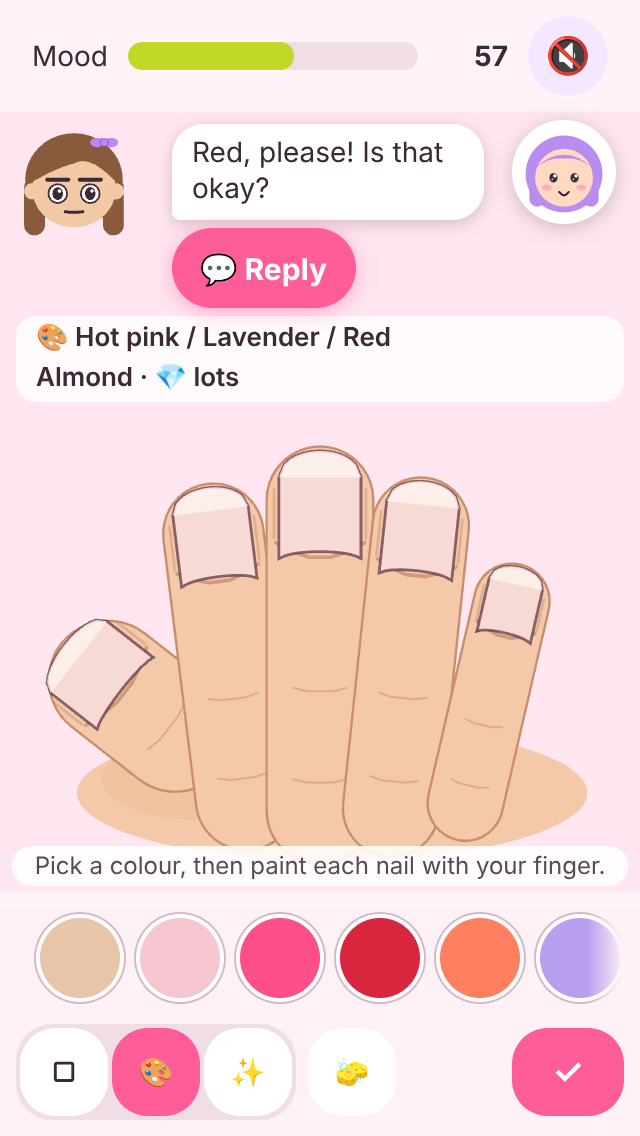 Mood
57
Red, please! Is that
okay?
Reply
Hot pink / Lavender / Red
Almond · lots
Pick a colour, then paint each nail with your finger.